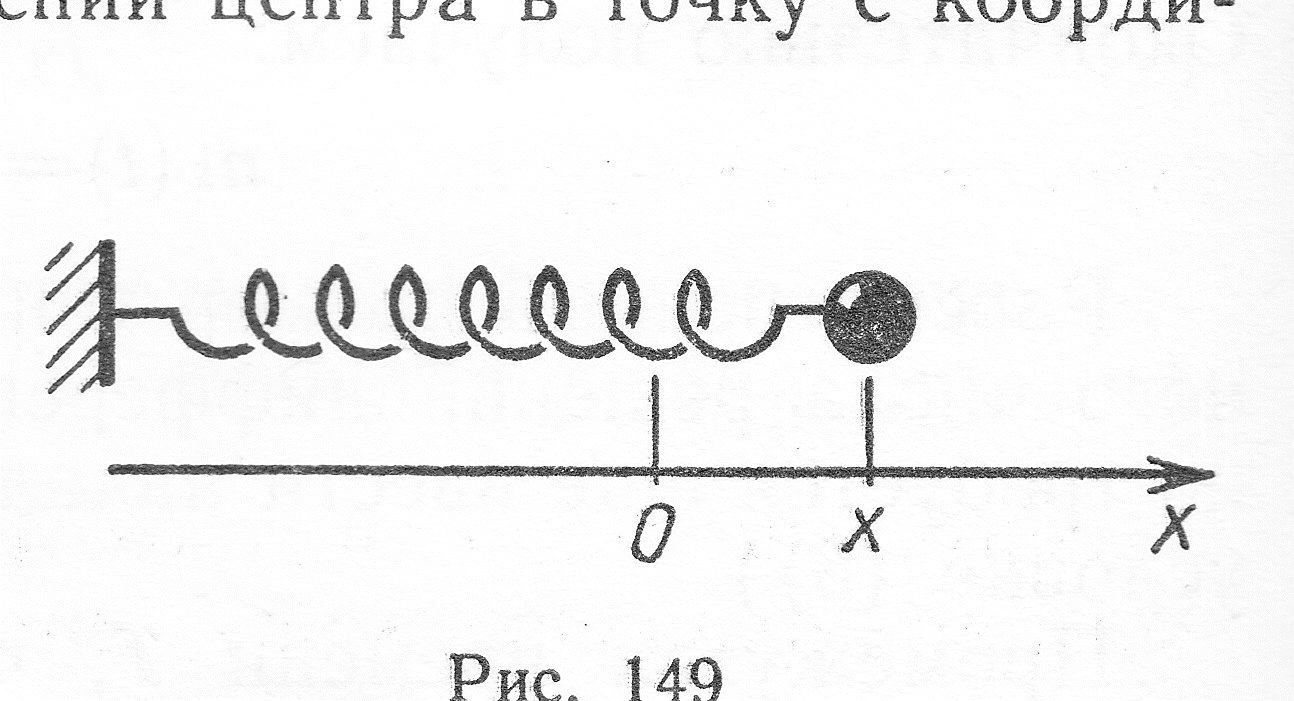 центра в точку с коорди-
0 x x
Рис. 149